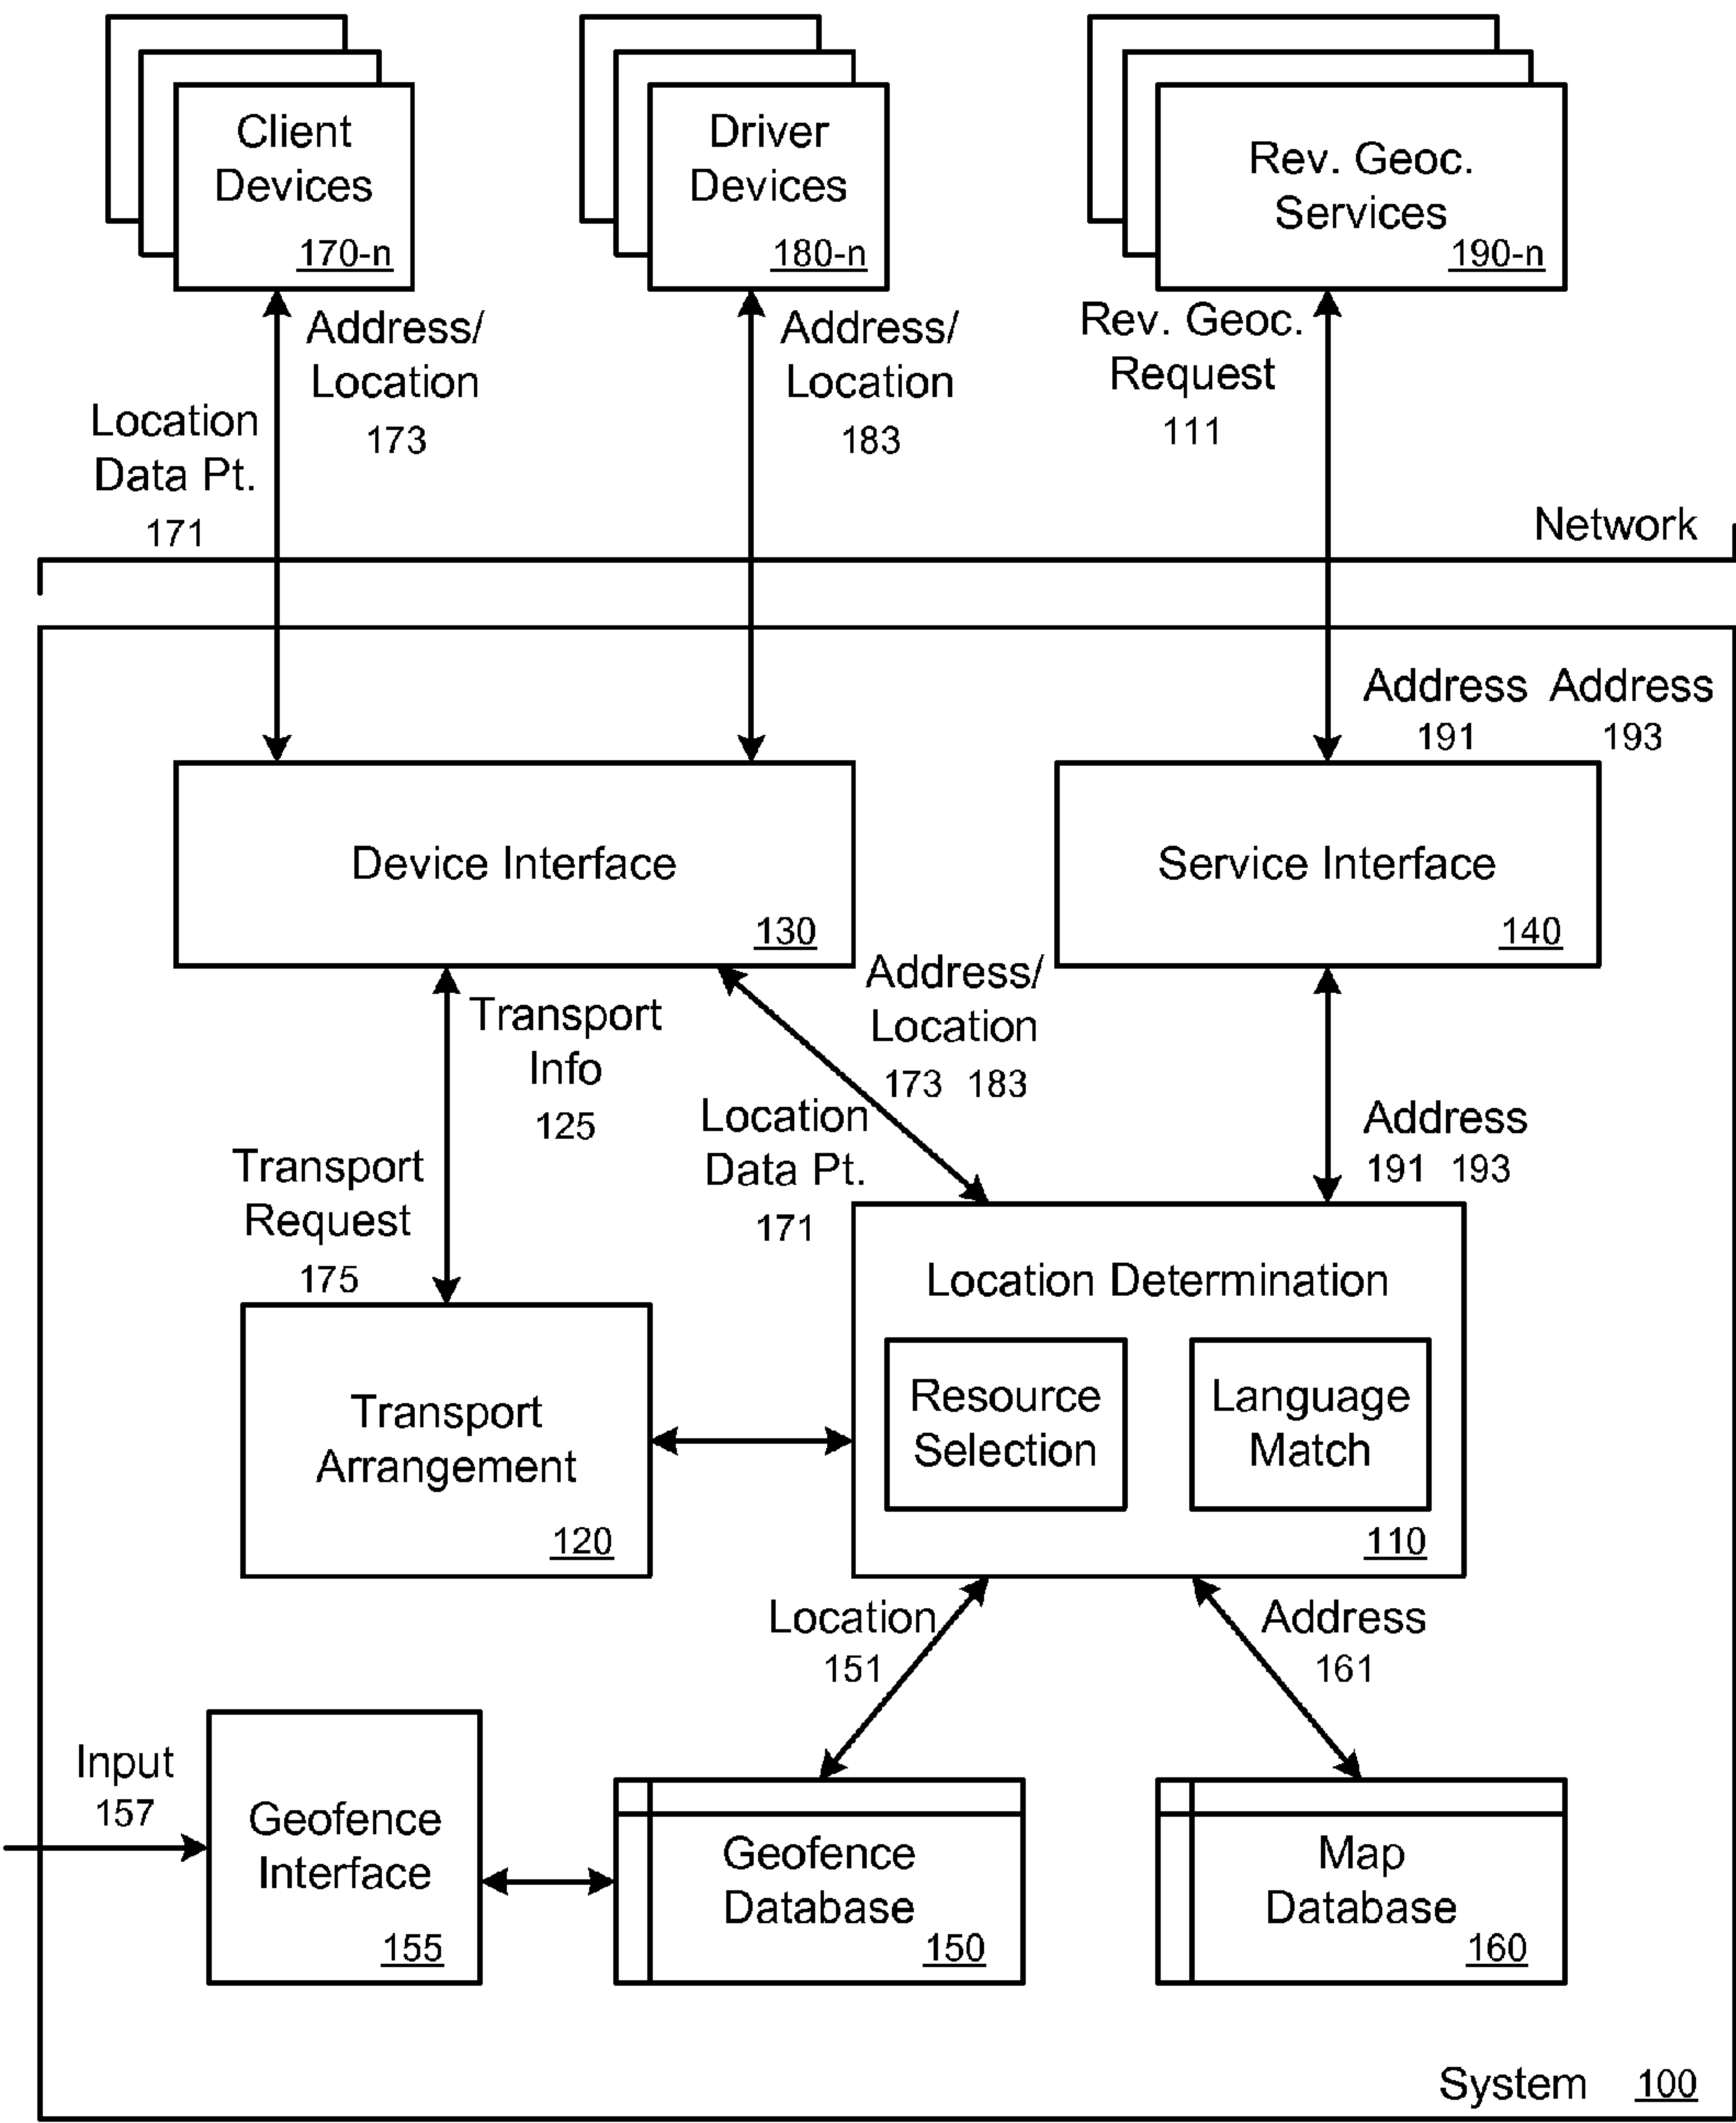 Client
Devices
170-n
Driver
Devices
180-n
Rev. Geoc.
Services
190-n
Address/
Location
173
Address/
Location
183
Rev. Geoc.
Request
111
Location
Data Pt.
171
Network
Address Address
191 193
Device Interface
130
Service Interface
140
Transport
Info
125
Address/
Location
173 183
Location
Data Pt.
171
Address
191 193
Transport
Request
175
Location Determination
Resource
Selection
Language
Match
110
Transport
Arrangement
120
Location
151
Address
161
Input
157
Geofence
Interface
155
Geofence
Database
150
Map
Database
160
System 100